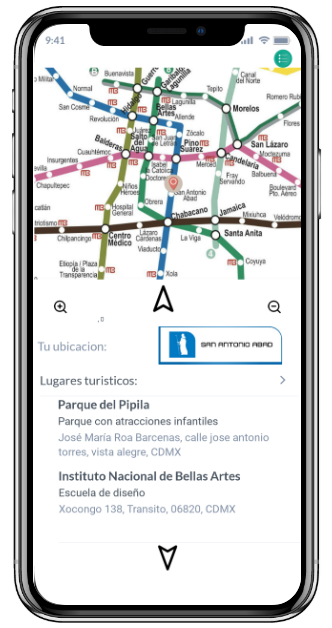 9:41
Buenavista
Guerrero
Garibaldi
Lagunilla
Canal
del Norte
Normal
Hidalgo
Tepito
Romero Rubio
San Cosme
Bellas
Artes
Lagunilla
Morelos
Revolución
Allende
Flores
Juárez
San Juan
de Letrán
Zócalo
Balderas
Salto
del
Agua
Pino
Suárez
San Lázaro
Cuauhtémoc
Insurgentes
Isabel
la Católica
Merced
Candelaria
Moctezuma
Balbuena
Chapultepec
Niños
Héroes
Doctores
Fray
Servando
Boulevard
Pto. Aéreo
San Antonio
Abad
Obrera
Hospital
General
Chabacano
Jamaica
Mixiuhca
Velódromo
Chilpancingo
Centro
Médico
Lázaro
Cárdenas
La Viga
Santa Anita
Viaducto
Etiopía / Plaza
de la
Transparencia
Xola
Coyuya
Tu ubicacion:
SAN ANTONIO ABAD
Lugares turisticos:
Parque del Pipila
Parque con atracciones infantiles
José María Roa Barcenas, calle jose antonio
torres, vista alegre, CDMX
Instituto Nacional de Bellas Artes
Escuela de diseño
Xocongo 138, Transito, 06820, CDMX